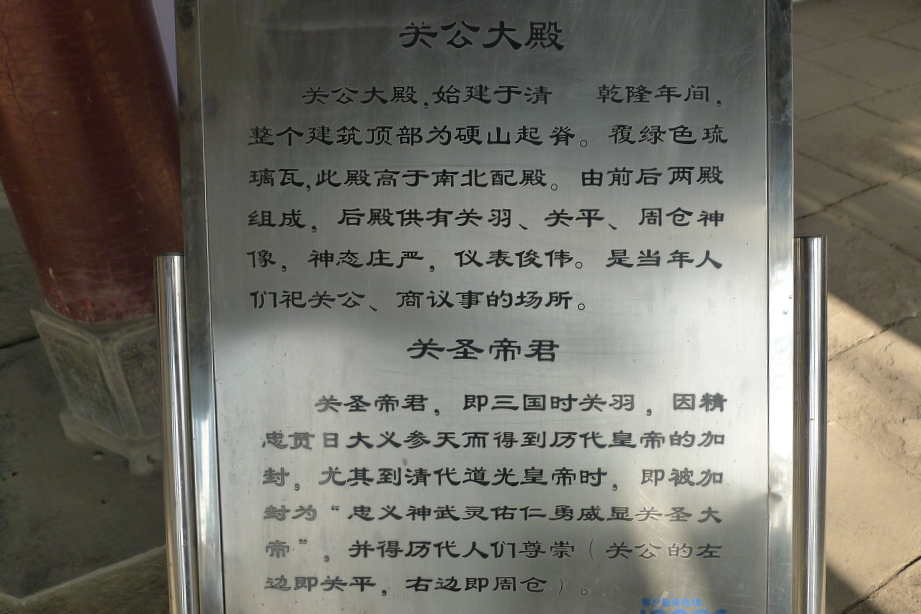 关公大殿
关公大殿,始建于清 乾隆年间,
整个建筑顶部为硬山起脊。覆绿色琉
璃瓦,此殿高于南北配殿。由前后两殿
组成，后殿供有关羽、关平、周仓神
像，神态庄严，仪表俊伟。是当年人
们祀关公、商议事的场所。
关圣帝君
关圣帝君，即三国时关羽，因精
忠贯日大义参天而得到历代皇帝的加
封，尤其到清代道光皇帝时，即被加
封为“忠义神武灵佑仁勇威显关圣大
帝”，并得历代人们尊崇（关公的左
边即关平，右边即周仓）。